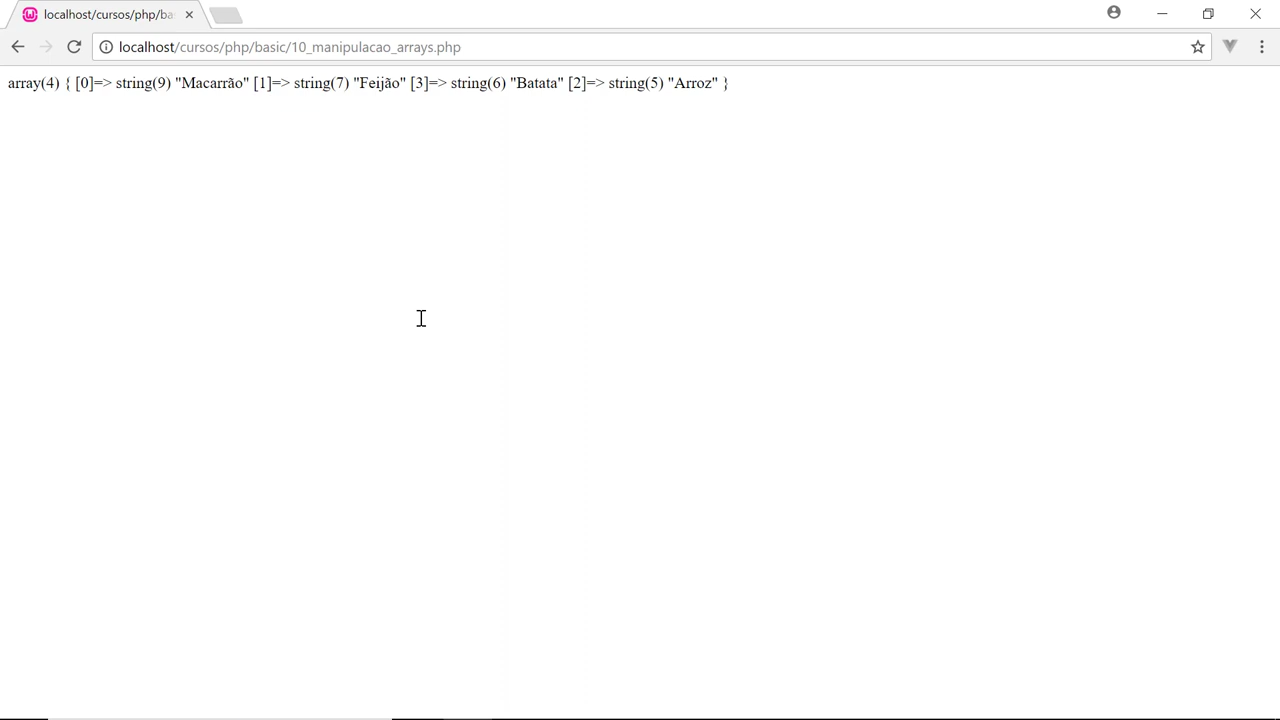 localhost/cursos/php/ba
localhost/cursos/php/basic/10_manipulacao_arrays.php
array(4) { [0]=> string(9) "Macarrão" [1]=> string(7) "Feijão" [3]=> string(6) "Batata" [2]=> string(5) "Arroz" }